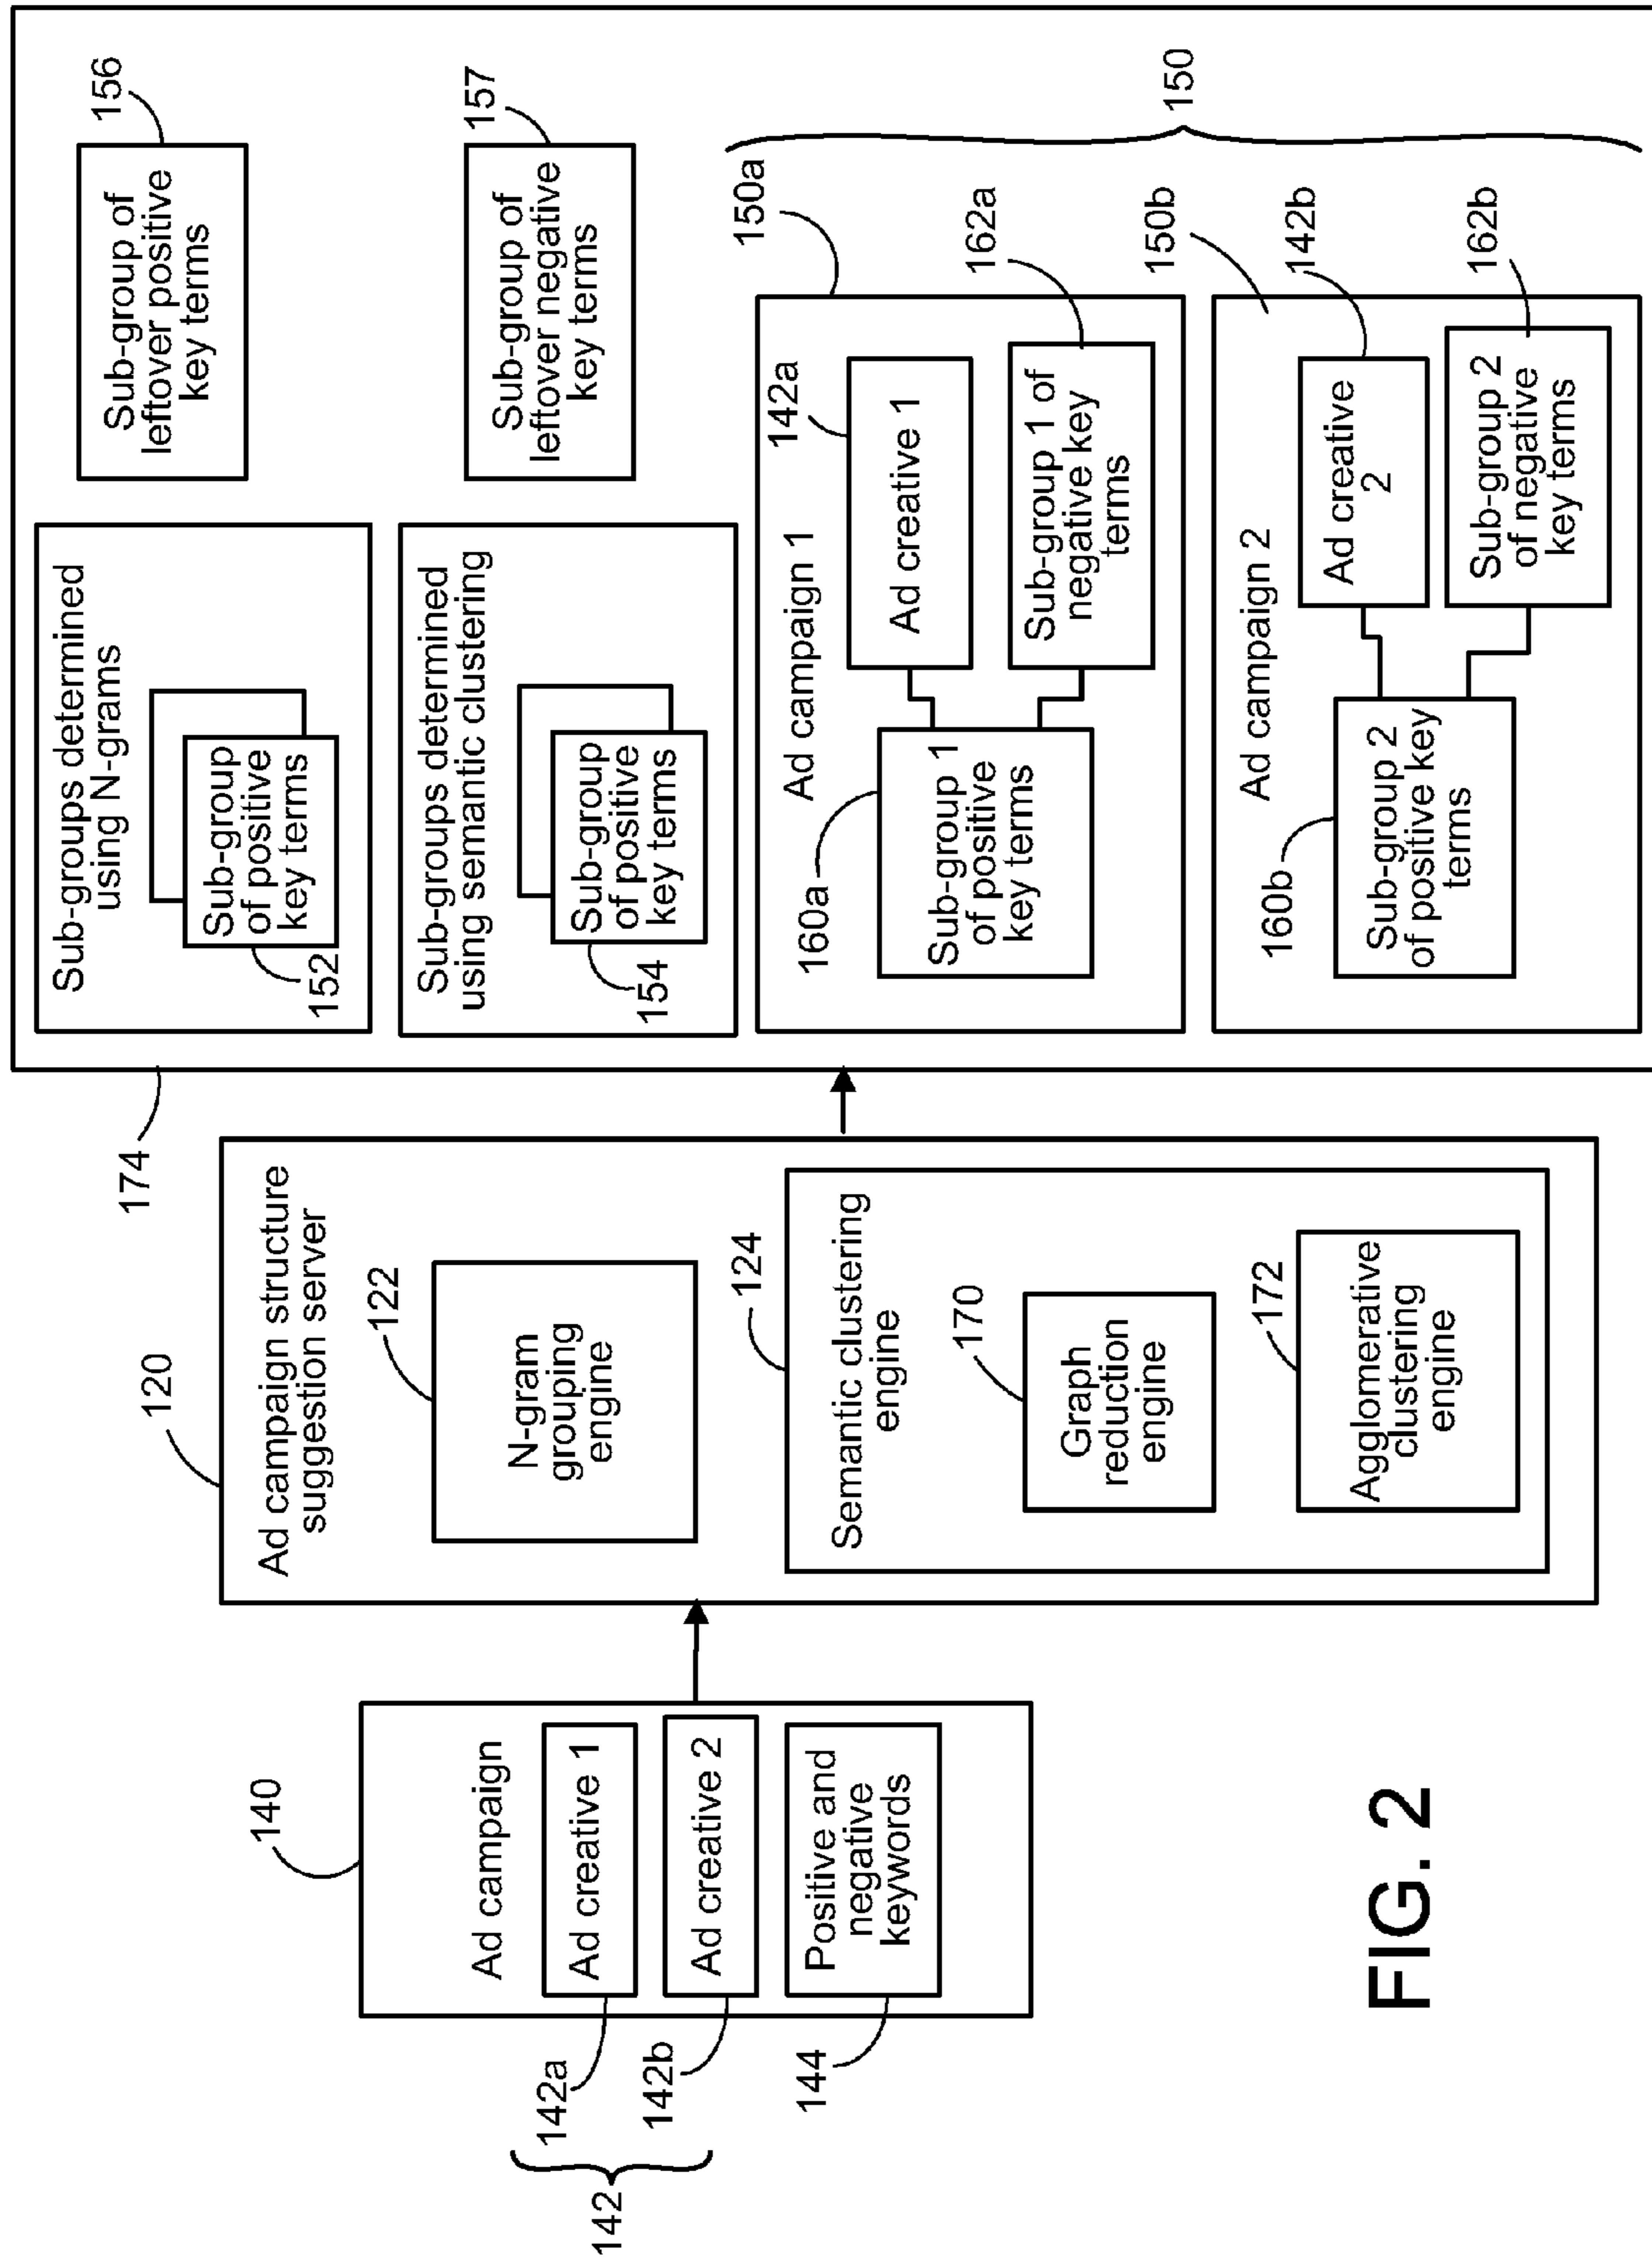 140
Ad campaign
Ad creative 1
Ad creative 2
Positive and
negative
keywords
142a
142b
142
144
120
Ad campaign structure
suggestion server
122
N-gram
grouping
engine
124
Semantic clustering
engine
170
Graph
reduction
engine
172
Agglomerative
clustering
engine
174
Sub-groups determined
using N-grams
Sub-group
of positive
key terms
152
Sub-group of
leftover positive
key terms
156
Sub-groups determined
using semantic clustering
Sub-group
of positive
key terms
154
Sub-group of
leftover negative
key terms
157
Ad campaign 1
150a
160a
Sub-group 1
of positive
key terms
142a
Ad creative 1
Sub-group 1 of
negative key
terms
162a
150
Ad campaign 2
150b
160b
Sub-group 2
of positive key
terms
Ad creative
2
142b
Sub-group 2
of negative
key terms
162b
FIG. 2